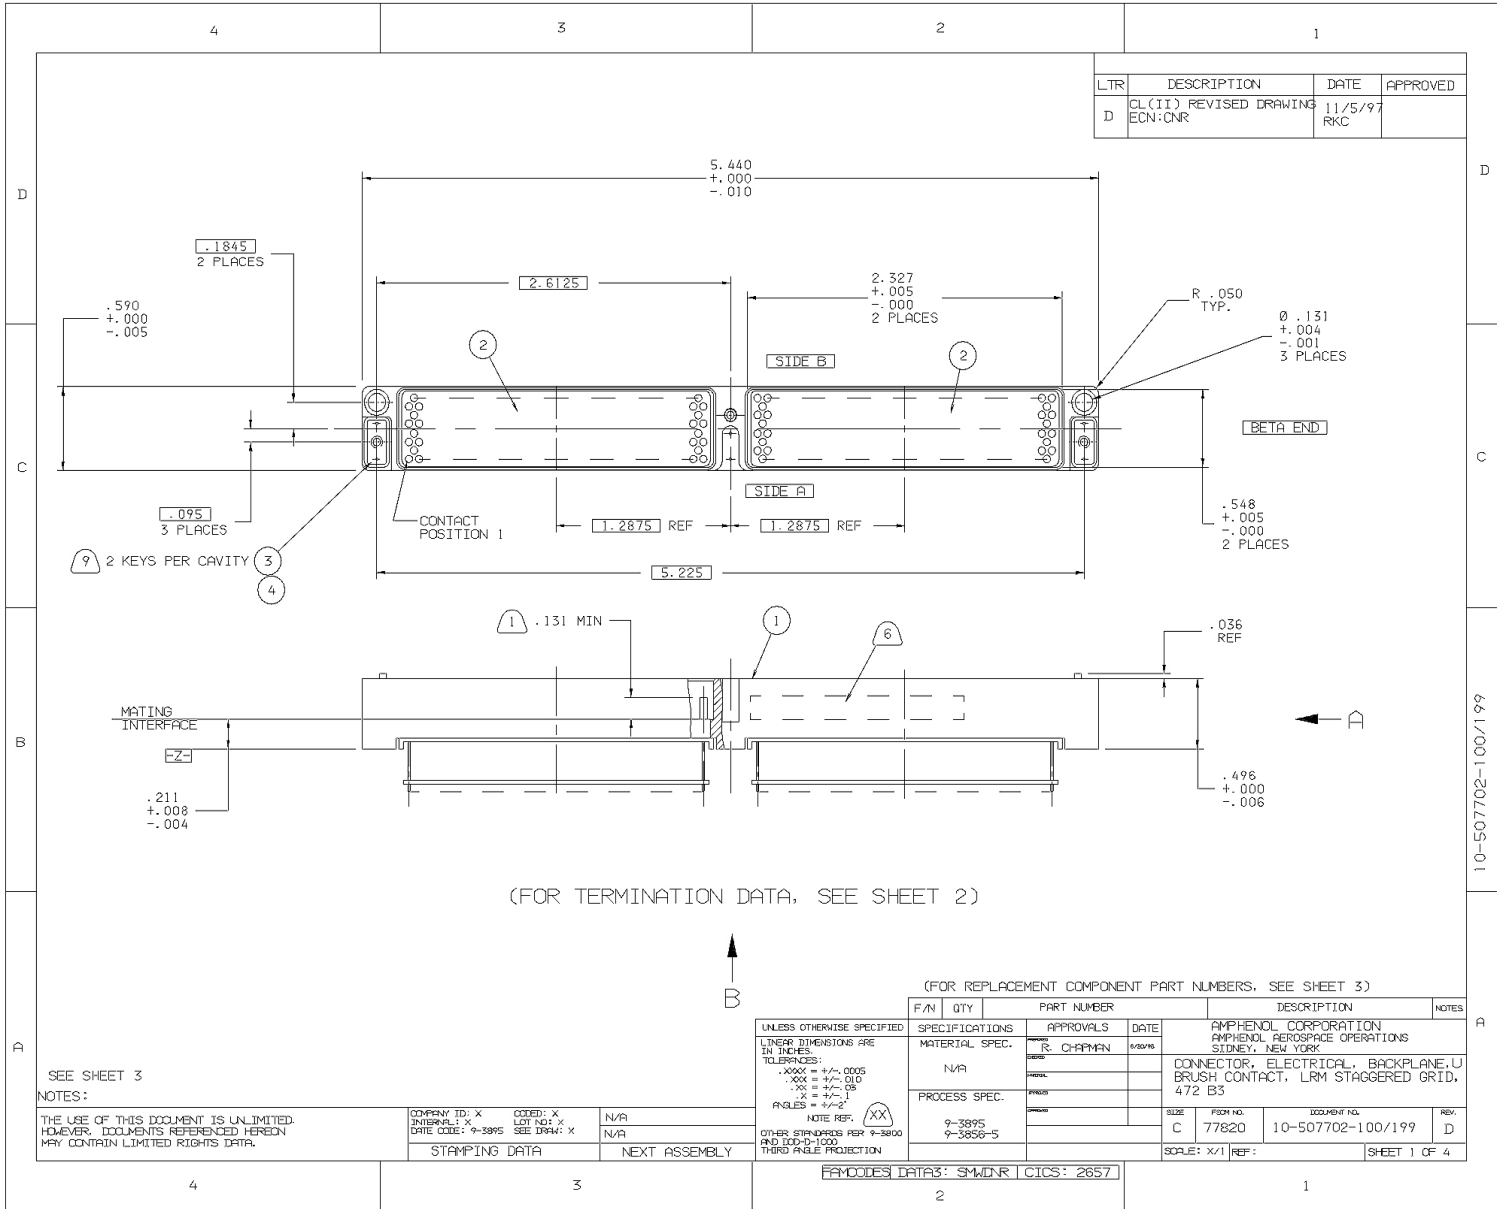 4
3
2
1
LTR DESCRIPTION DATE APPROVED
D CL(II) REVISED DRAWING 11/5/97
ECN:CNR RKC
D
D
5.440
+.000
-.010
.1845
2 PLACES
2.6125
2.327
+.005
-.000
2 PLACES
R .050
TYP.
.590
+.000
-.005
Ø .131
+.004
-.001
3 PLACES
2
SIDE B
2
BETA END
C
C
SIDE A
.095
3 PLACES
CONTACT
POSITION 1
1.2875 REF
1.2875 REF
.548
+.005
-.000
2 PLACES
9 2 KEYS PER CAVITY 3
4
5.225
1 .131 MIN
1
6
.036
REF
MATING
INTERFACE
-Z-
A
B
.211
+.008
-.004
.496
+.000
-.006
10-507702-100/199
(FOR TERMINATION DATA, SEE SHEET 2)
B
(FOR REPLACEMENT COMPONENT PART NUMBERS, SEE SHEET 3)
F/N QTY PART NUMBER DESCRIPTION NOTES
A
A
UNLESS OTHERWISE SPECIFIED
LINEAR DIMENSIONS ARE
IN INCHES.
TOLERANCES:
.XXXX = +/-.0005
.XXX = +/-.010
.XX = +/-.03
.X = +/-.1
ANGLES = +/-2°
NOTE REF. XX
OTHER STANDARDS PER 9-3800
AND DOD-D-1000
THIRD ANGLE PROJECTION
SPECIFICATIONS
MATERIAL SPEC.
N/A
PROCESS SPEC.
9-3895
9-3856-5
APPROVALS DATE
R. CHAPMAN
AMPHENOL CORPORATION
AMPHENOL AEROSPACE OPERATIONS
SIDNEY, NEW YORK
CONNECTOR, ELECTRICAL, BACKPLANE,U
BRUSH CONTACT, LRM STAGGERED GRID,
472 B3
SIZE FSCM NO. DOCUMENT NO. REV.
C 77820 10-507702-100/199 D
SCALE: X/1 REF: SHEET 1 OF 4
SEE SHEET 3
NOTES:
THE USE OF THIS DOCUMENT IS UNLIMITED.
HOWEVER, DOCUMENTS REFERENCED HEREON
MAY CONTAIN LIMITED RIGHTS DATA.
COMPANY ID: X CODED: X
INTERNAL: X LOT NO: X
DATE CODE: 9-3895 SEE DRAW: X
STAMPING DATA
N/A
N/A
NEXT ASSEMBLY
FAMCODES DATA3: SMWDNR CICS: 2657
4
3
2
1